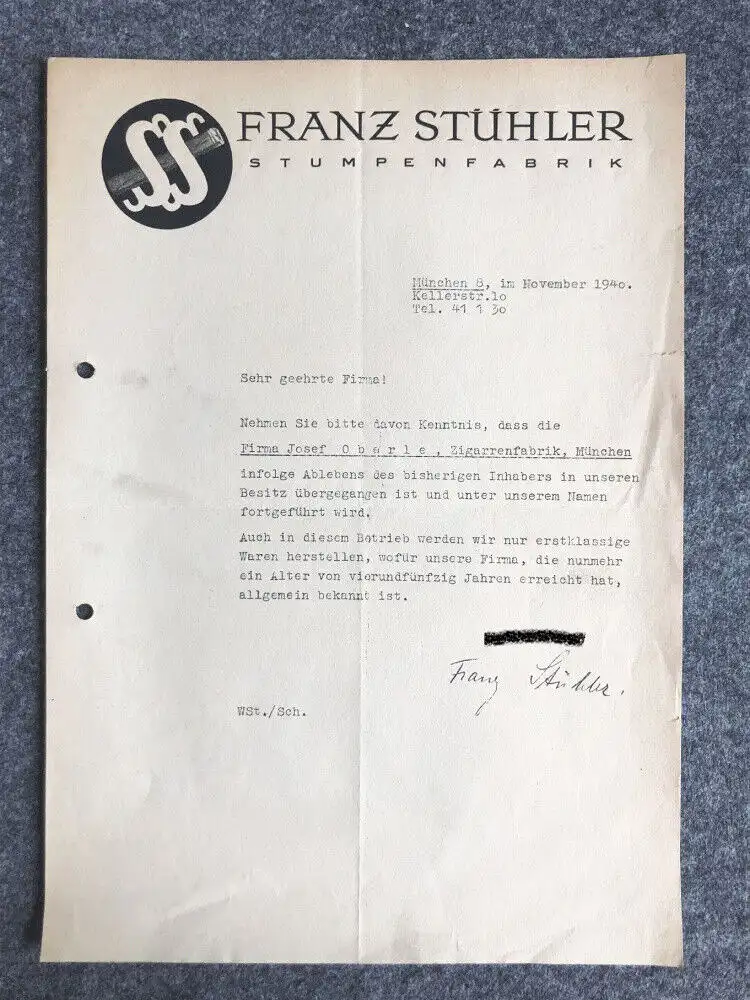 FRANZ STÜHLER
STUMPENFABRIK
München 8, im November 1940.
Kellerstr.10
Tel. 41 1 30
Sehr geehrte Firma!
Nehmen Sie bitte davon Kenntnis, dass die
Firma Josef O b e r l e , Zigarrenfabrik, München
infolge Ablebens des bisherigen Inhabers in unseren
Besitz übergegangen ist und unter unserem Namen
fortgeführt wird.
Auch in diesem Betrieb werden wir nur erstklassige
Waren herstellen, wofür unsere Firma, die nunmehr
ein Alter von vierundfünfzig Jahren erreicht hat,
allgemein bekannt ist.
Franz Stühler.
WSt./Sch.